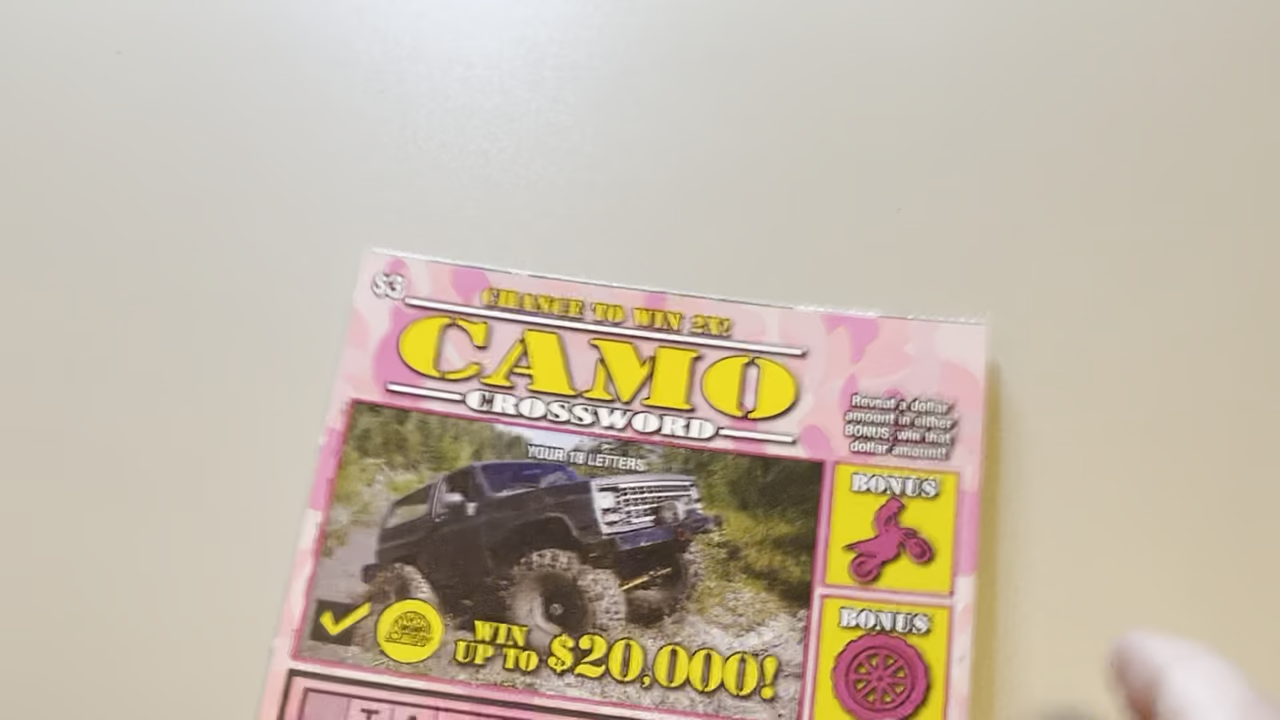 $3
CHANCE TO WIN 2X!
CAMO
CROSSWORD
Reveal a dollar
amount in either
BONUS, win that
dollar amount!
YOUR 18 LETTERS
BONUS
BONUS
WIN
UP TO $20,000!
T A